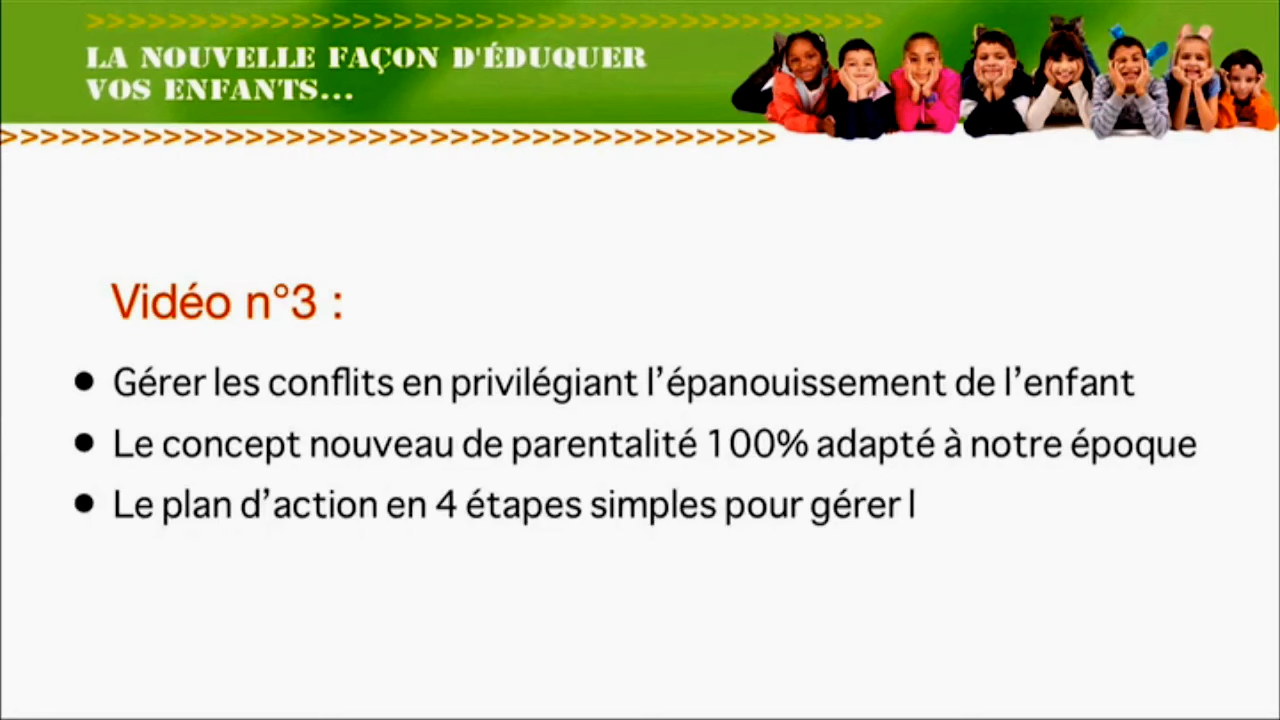 >>>>>>>>>>>>>>>>>>>>>>>>>>>>>>>>>>>>>>>
LA NOUVELLE FAÇON D'ÉDUQUER
VOS ENFANTS...
>>>>>>>>>>>>>>>>>>>>>>>>>>>>>>>>>>>>>>
Vidéo n°3 :
● Gérer les conflits en privilégiant l’épanouissement de l’enfant
● Le concept nouveau de parentalité 100% adapté à notre époque
● Le plan d’action en 4 étapes simples pour gérer l